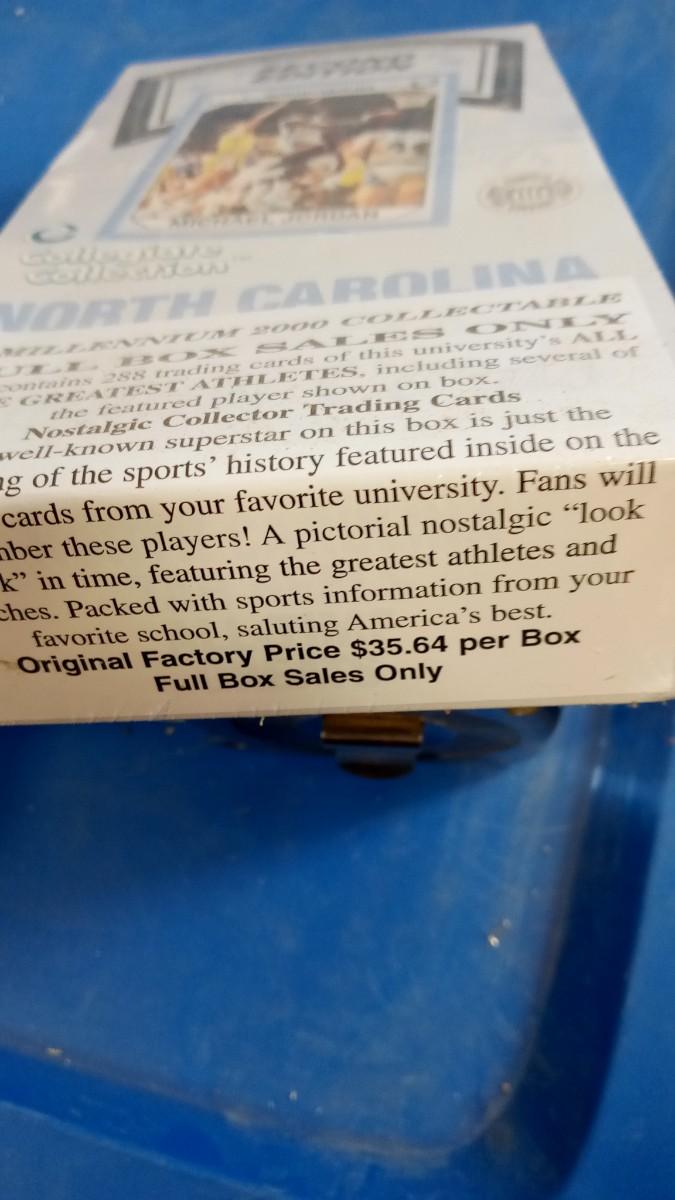 MICHAEL JORDAN
Collegiate
Collection™
NORTH CAROLINA
MILLENNIUM 2000 COLLECTABLE
BOX SALES ONLY
contains 288 trading cards of this university's ALL
GREATEST ATHLETES, including several of
the featured player shown on box.
Nostalgic Collector Trading Cards
well-known superstar on this box is just the
of the sports' history featured inside on the
cards from your favorite university. Fans will
these players! A pictorial nostalgic “look
k” in time, featuring the greatest athletes and
ches. Packed with sports information from your
favorite school, saluting America's best.
Original Factory Price $35.64 per Box
Full Box Sales Only